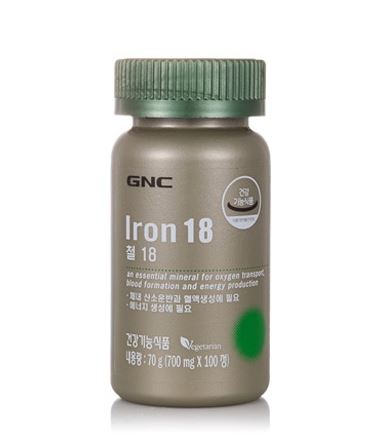 GNC
건강
기능식품
Iron 18
철 18
an essential mineral for oxygen transport,
blood formation and energy production
- 체내 산소운반과 혈액생성에 필요
- 에너지 생성에 필요
건강기능식품 Vegetarian
내용량 : 70 g (700 mg X 100 정)